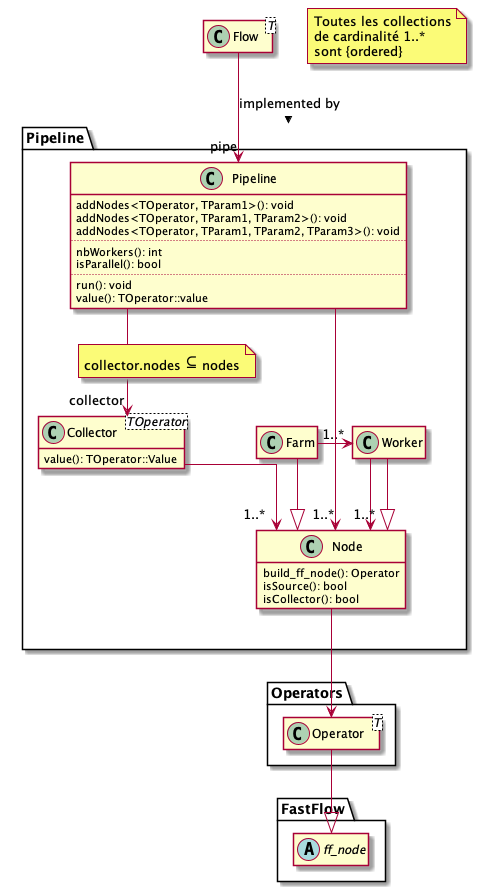 Toutes les collections
de cardinalité 1..*
sont {ordered}
C Flow T
implemented by
▼
pipe
Pipeline
C Pipeline
addNodes<TOperator, TParam1>(): void
addNodes<TOperator, TParam1, TParam2>(): void
addNodes<TOperator, TParam1, TParam2, TParam3>(): void
nbWorkers(): int
isParallel(): bool
run(): void
value(): TOperator::value
collector.nodes ⊆ nodes
collector
C Collector TOperator
value(): TOperator::Value
C Farm
1..*
C Worker
1..*
1..*
1..*
C Node
build_ff_node(): Operator
isSource(): bool
isCollector(): bool
Operators
C Operator T
FastFlow
A ff_node